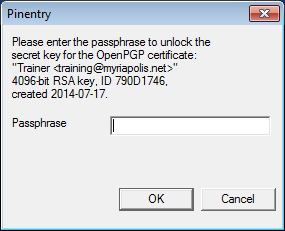 Pinentry
Please enter the passphrase to unlock the
secret key for the OpenPGP certificate:
"Trainer <training@myriapolis.net>"
4096-bit RSA key, ID 790D1746,
created 2014-07-17.
Passphrase
OK Cancel